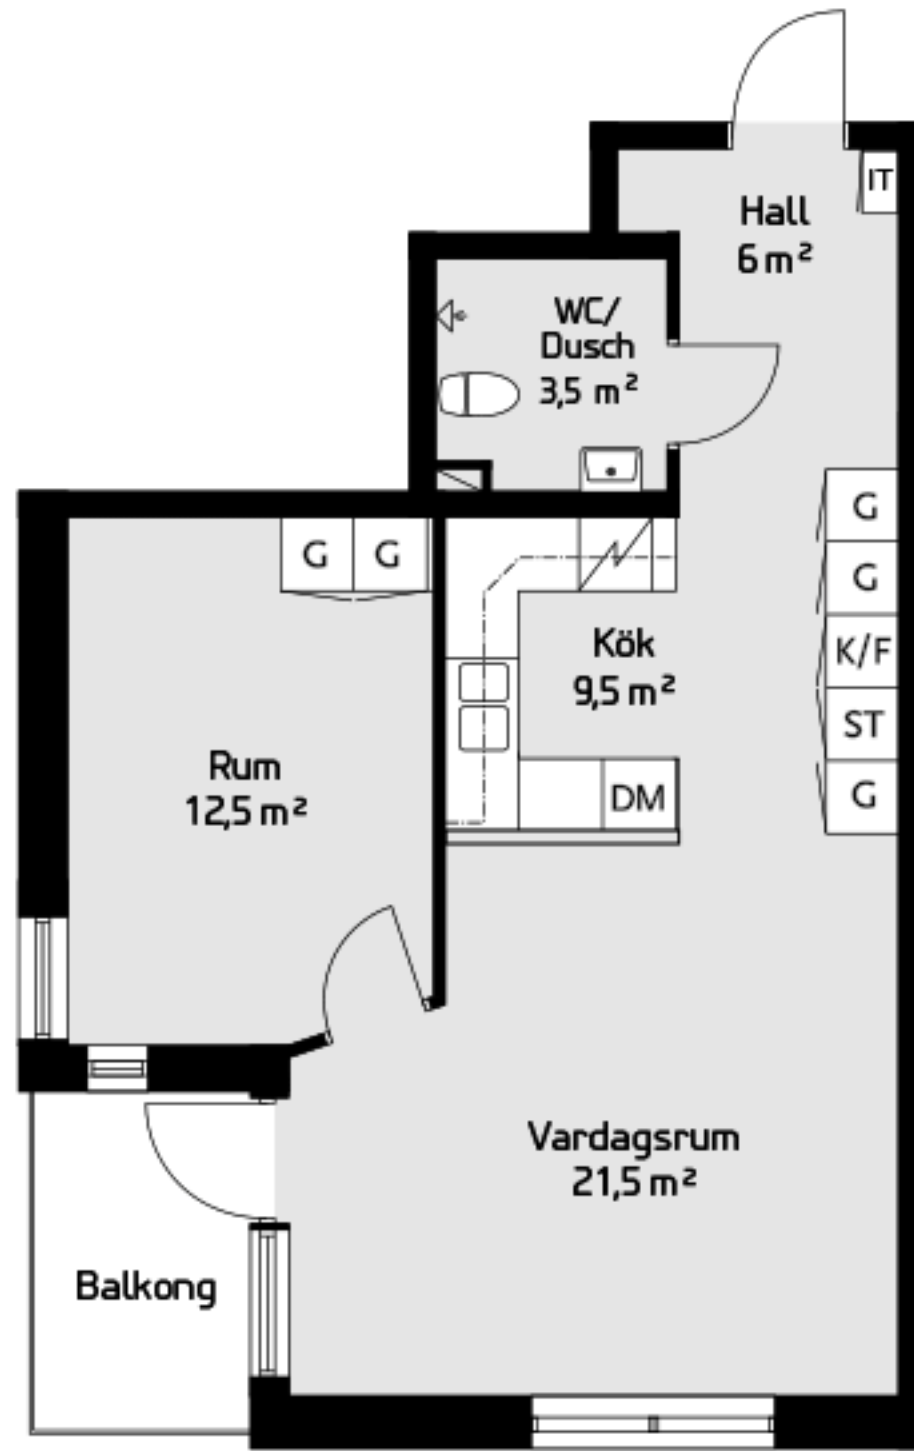 IT
Hall
6 m²
WC/
Dusch
3,5 m²
G
G
G
G
Kök
9,5 m²
K/F
ST
Rum
12,5 m²
DM
G
Vardagsrum
21,5 m²
Balkong